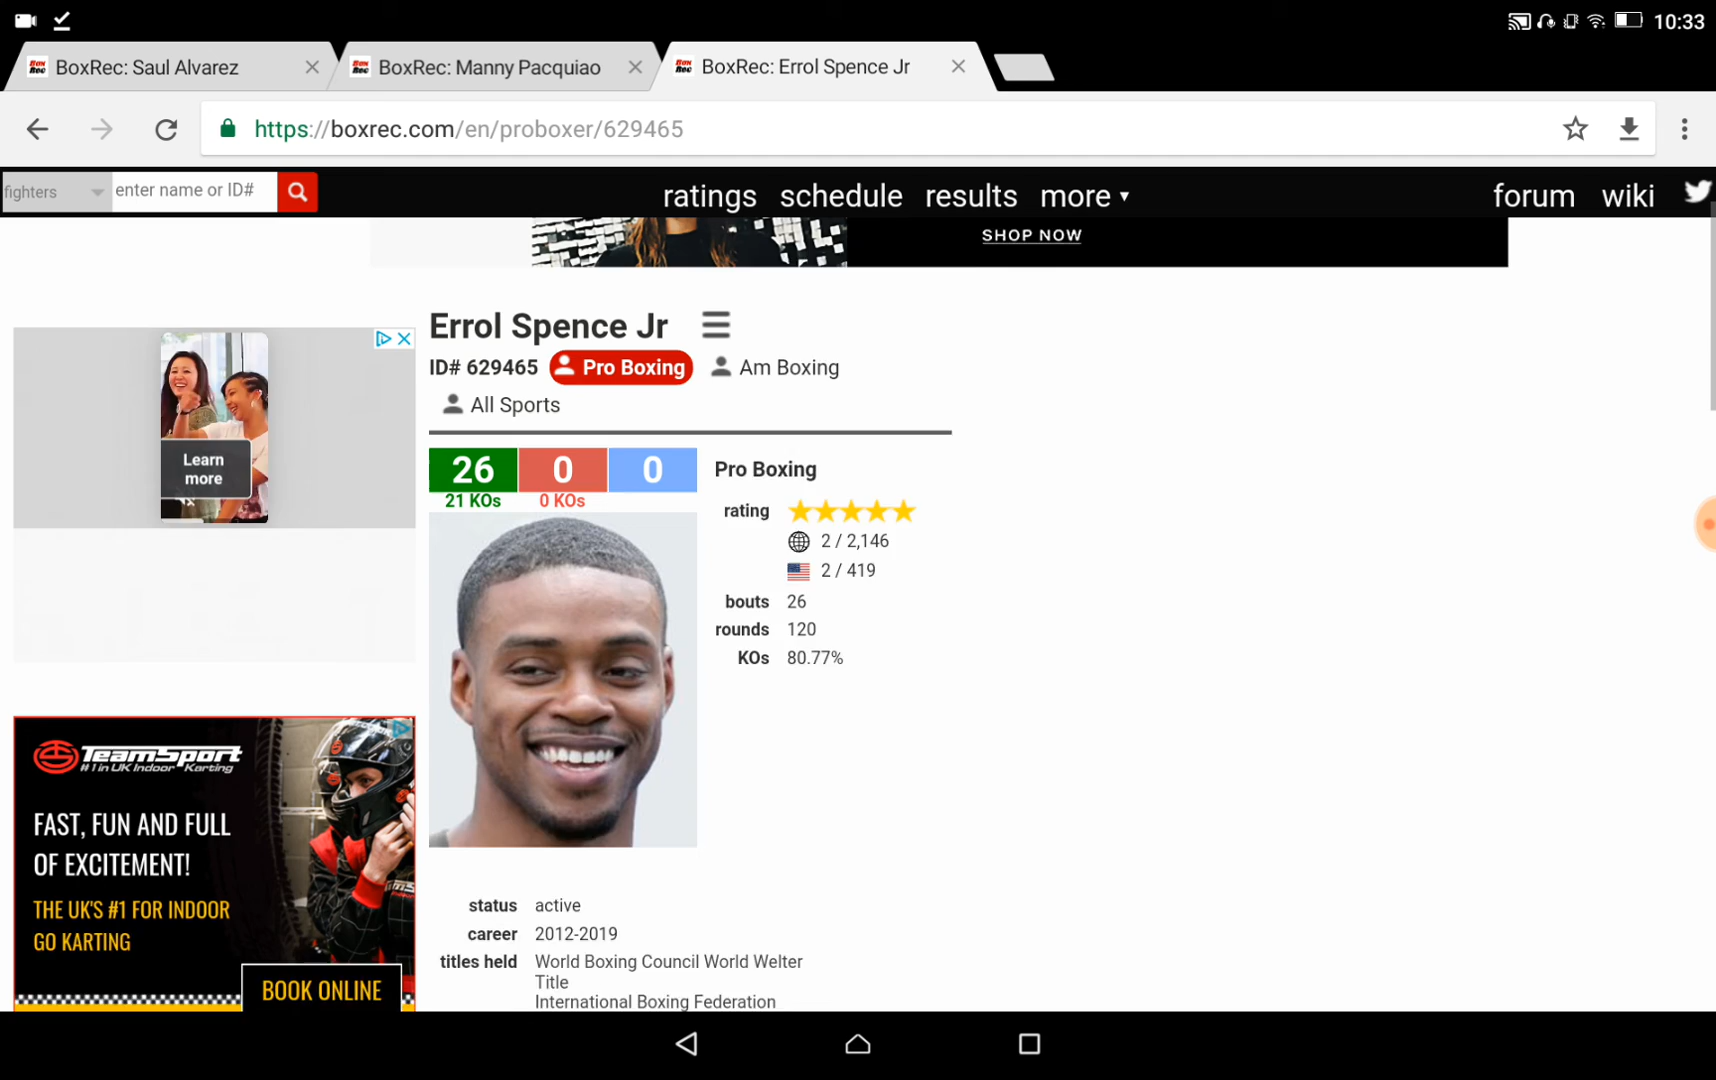 10:33
BoxRec: Saul Alvarez
BoxRec: Manny Pacquiao
BoxRec: Errol Spence Jr
https://boxrec.com/en/proboxer/629465
fighters
enter name or ID#
ratings schedule results more
forum wiki
SHOP NOW
Errol Spence Jr
ID# 629465 Pro Boxing Am Boxing
All Sports
26 0 0
21 KOs 0 KOs
Pro Boxing
rating
2 / 2,146
2 / 419
bouts 26
rounds 120
KOs 80.77%
Learn
more
TeamSport
#1 in UK Indoor Karting
FAST, FUN AND FULL
OF EXCITEMENT!
THE UK'S #1 FOR INDOOR
GO KARTING
BOOK ONLINE
status active
career 2012-2019
titles held World Boxing Council World Welter
Title
International Boxing Federation